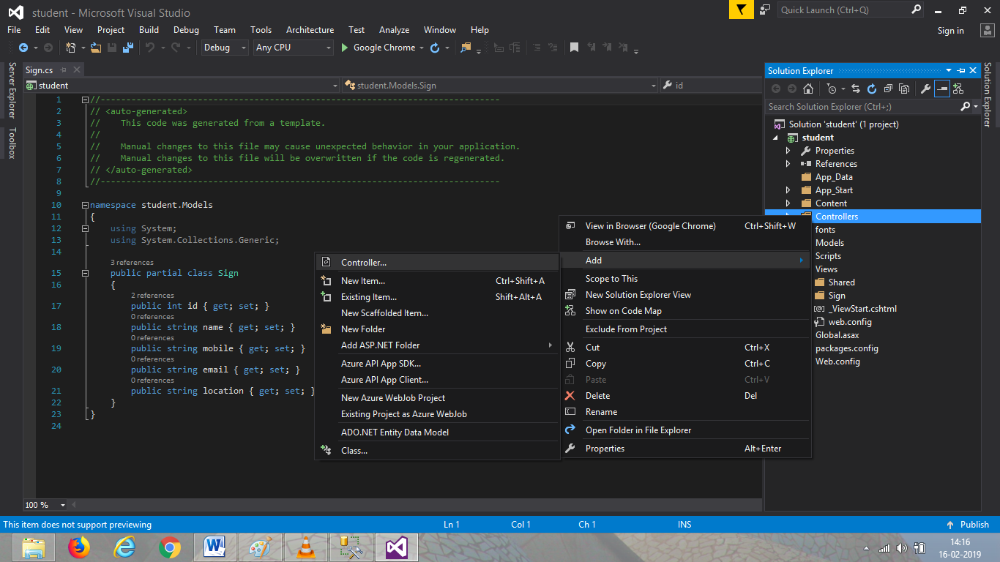 student - Microsoft Visual Studio
Quick Launch (Ctrl+Q)
File Edit View Project Build Debug Team Tools Architecture Test Analyze Window Help
Sign in
Debug Any CPU Google Chrome
Server Explorer
Toolbox
Sign.cs
student student.Models.Sign id
1 //------------------------------------------------------------------------------
2 // <auto-generated>
3 // This code was generated from a template.
4 //
5 // Manual changes to this file may cause unexpected behavior in your application.
6 // Manual changes to this file will be overwritten if the code is regenerated.
7 // </auto-generated>
8 //------------------------------------------------------------------------------
9
10 namespace student.Models
11 {
12 using System;
13 using System.Collections.Generic;
14
3 references
15 public partial class Sign
16 {
2 references
17 public int id { get; set; }
0 references
18 public string name { get; set; }
0 references
19 public string mobile { get; set; }
0 references
20 public string email { get; set; }
0 references
21 public string location { get; set; }
22 }
23 }
24
Controller...
New Item... Ctrl+Shift+A
Existing Item... Shift+Alt+A
New Scaffolded Item...
New Folder
Add ASP.NET Folder
Azure API App SDK...
Azure API App Client...
New Azure WebJob Project
Existing Project as Azure WebJob
ADO.NET Entity Data Model
Class...
View in Browser (Google Chrome) Ctrl+Shift+W
Browse With...
Add
Scope to This
New Solution Explorer View
Show on Code Map
Exclude From Project
Cut Ctrl+X
Copy Ctrl+C
Paste Ctrl+V
Delete Del
Rename
Open Folder in File Explorer
Properties Alt+Enter
Solution Explorer
Search Solution Explorer (Ctrl+;)
Solution 'student' (1 project)
student
Properties
References
App_Data
App_Start
Content
Controllers
fonts
Models
Scripts
Views
Shared
Sign
_ViewStart.cshtml
web.config
Global.asax
packages.config
Web.config
Solution Explorer
100 %
This item does not support previewing Ln 1 Col 1 Ch 1 INS Publish
14:16
16-02-2019